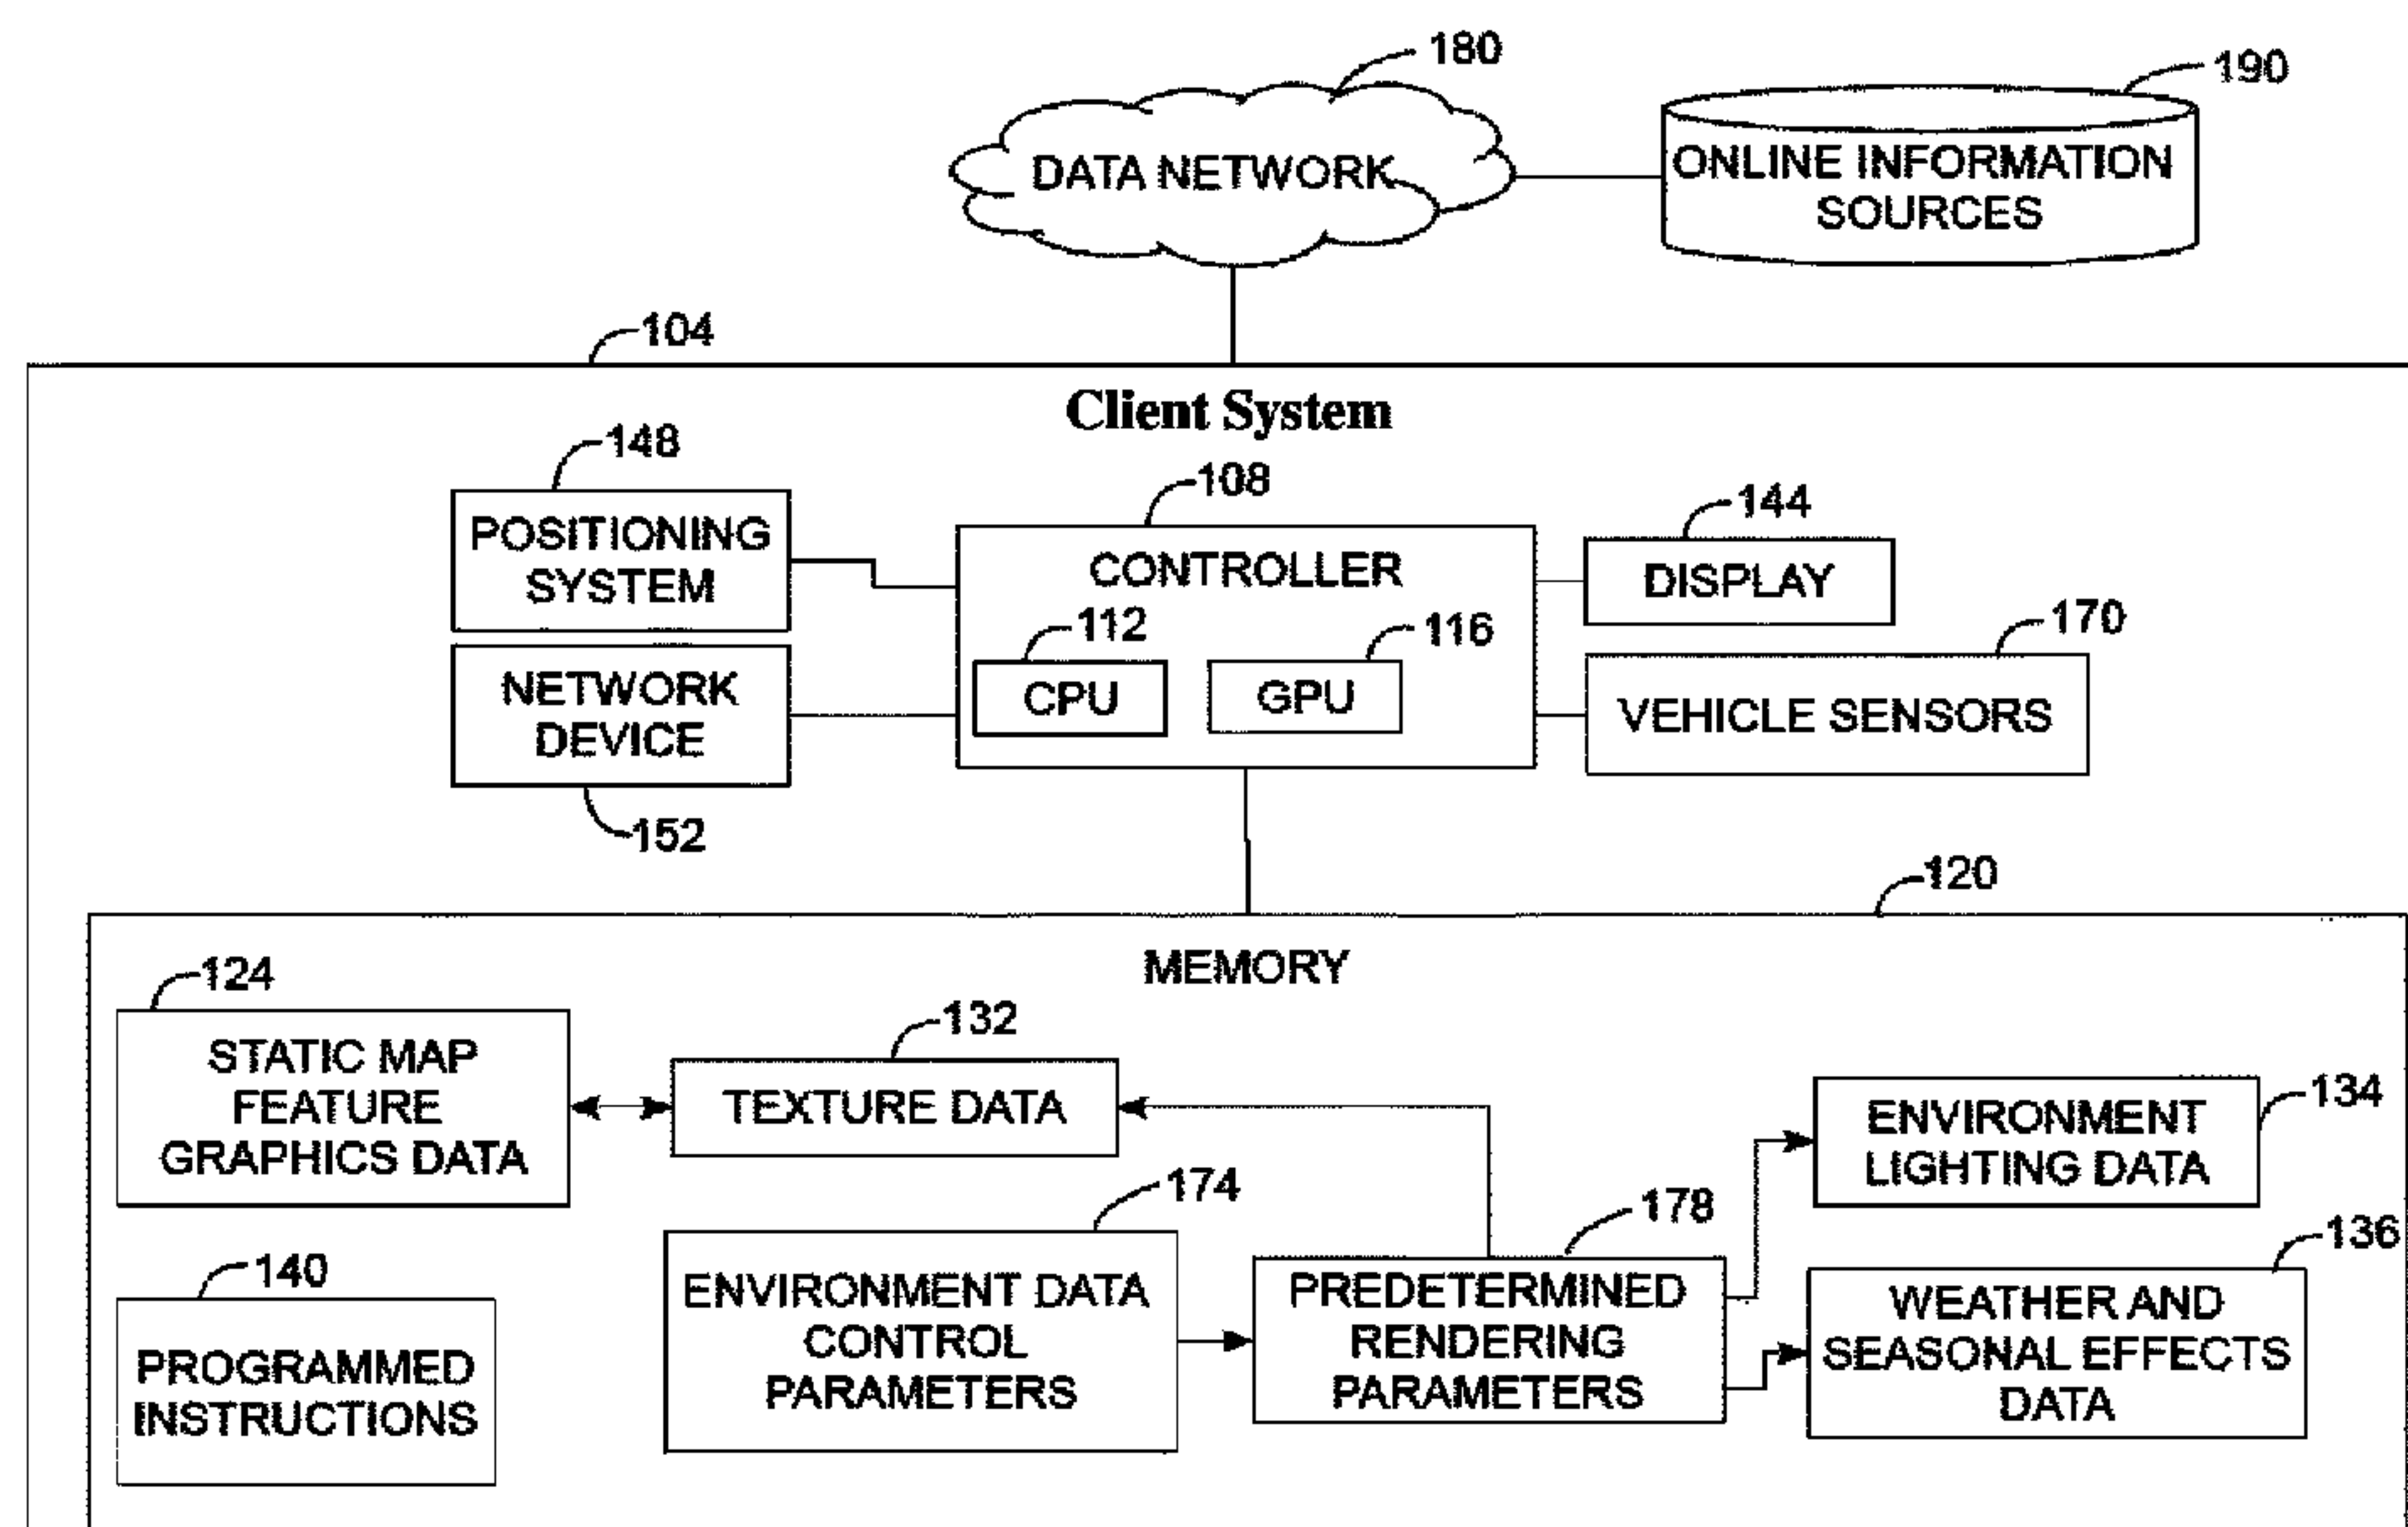 180
190
DATA NETWORK
ONLINE INFORMATION
SOURCES
104
Client System
148
108
144
POSITIONING
SYSTEM
CONTROLLER
DISPLAY
112
116
170
NETWORK
DEVICE
CPU
GPU
VEHICLE SENSORS
152
120
MEMORY
124
132
STATIC MAP
FEATURE
GRAPHICS DATA
TEXTURE DATA
134
ENVIRONMENT
LIGHTING DATA
174
178
136
140
ENVIRONMENT DATA
CONTROL
PARAMETERS
PREDETERMINED
RENDERING
PARAMETERS
WEATHER AND
SEASONAL EFFECTS
DATA
PROGRAMMED
INSTRUCTIONS